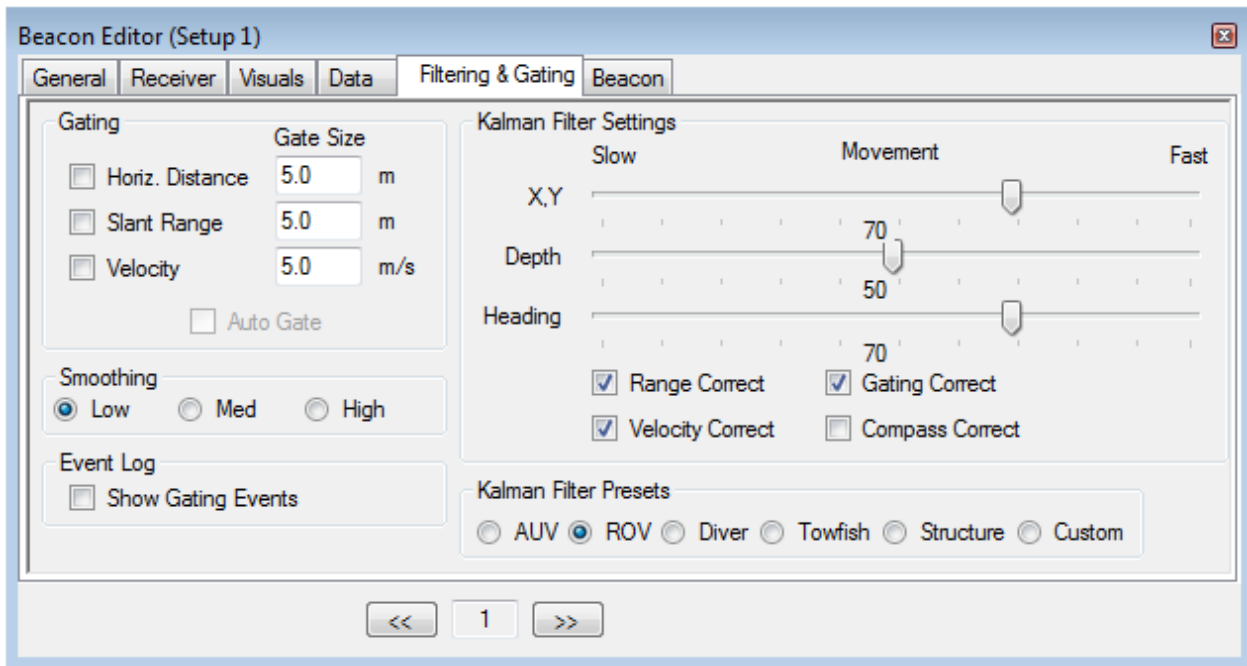 Beacon Editor (Setup 1)
General Receiver Visuals Data Filtering & Gating Beacon
Gating
Gate Size
Horiz. Distance 5.0 m
Slant Range 5.0 m
Velocity 5.0 m/s
Auto Gate
Smoothing
Low Med High
Event Log
Show Gating Events
Kalman Filter Settings
Slow Movement Fast
X,Y
70
Depth
50
Heading
70
Range Correct Gating Correct
Velocity Correct Compass Correct
Kalman Filter Presets
AUV ROV Diver Towfish Structure Custom
<< 1 >>